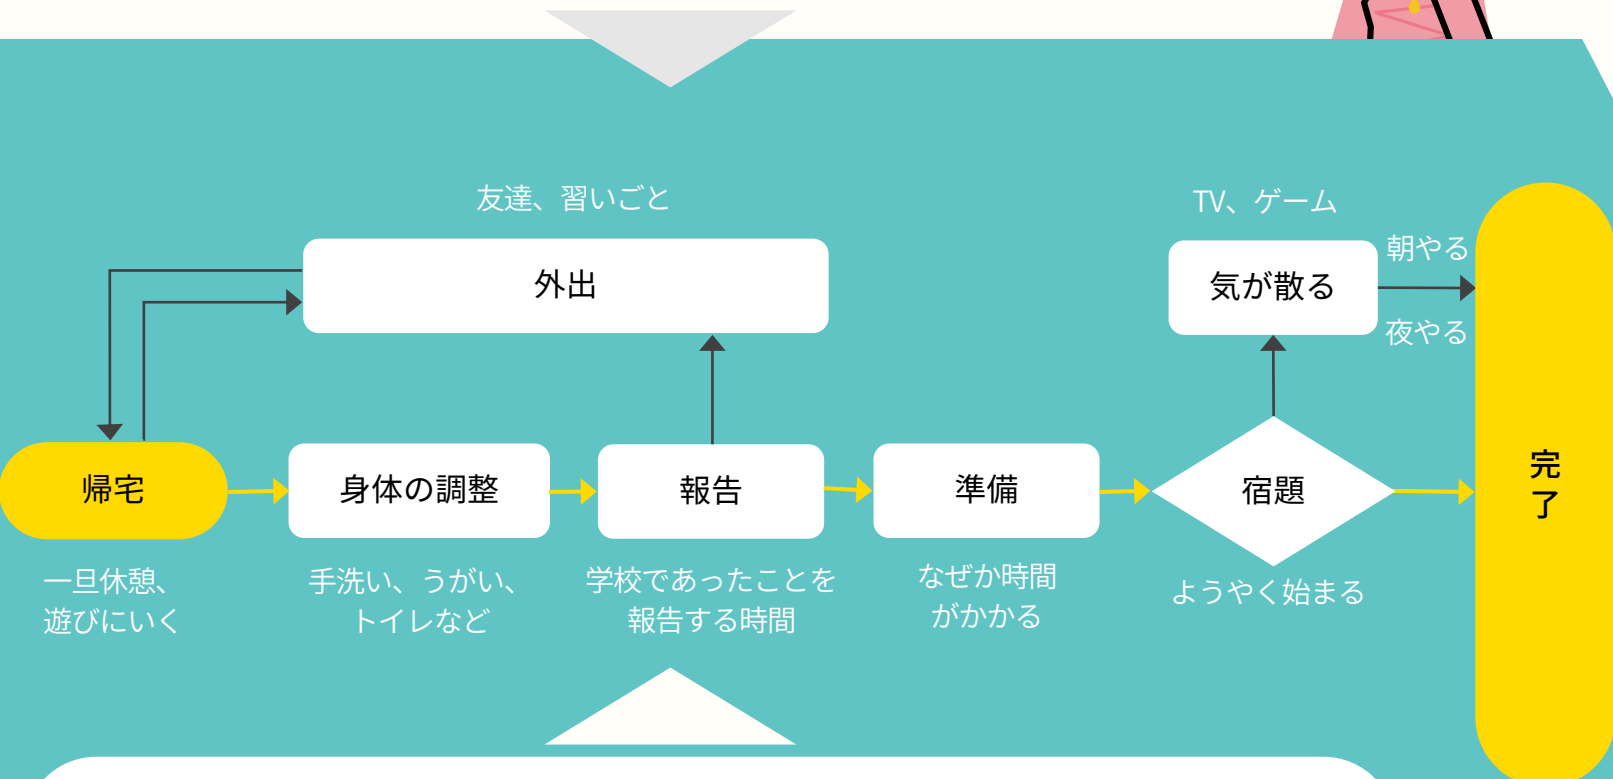 友達、習いごと
外出
TV、ゲーム
気が散る
朝やる
夜やる
帰宅
一旦休憩、
遊びにいく
身体の調整
手洗い、うがい、
トイレなど
報告
学校であったことを
報告する時間
準備
なぜか時間
がかかる
宿題
ようやく始まる
完
了